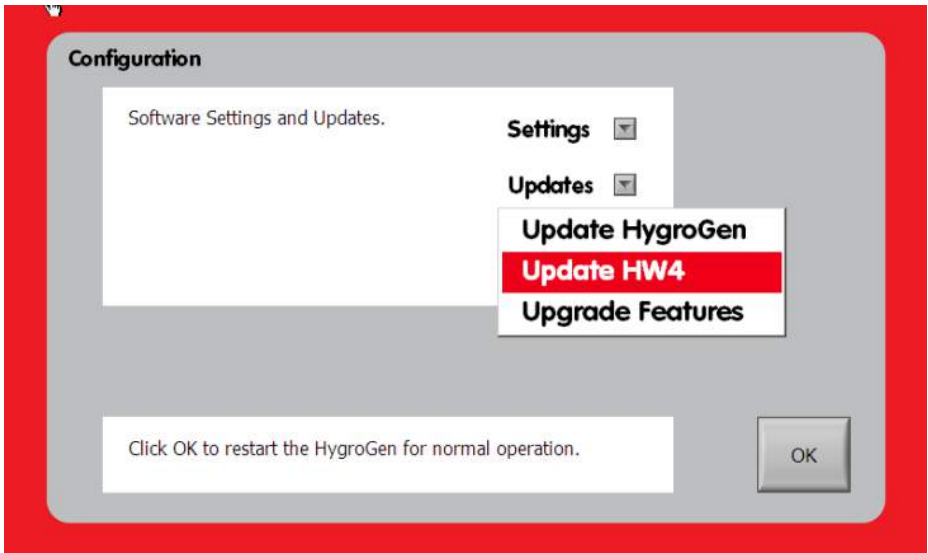 Configuration
Software Settings and Updates.
Settings
Updates
Update HygroGen
Update HW4
Upgrade Features
Click OK to restart the HygroGen for normal operation.
OK